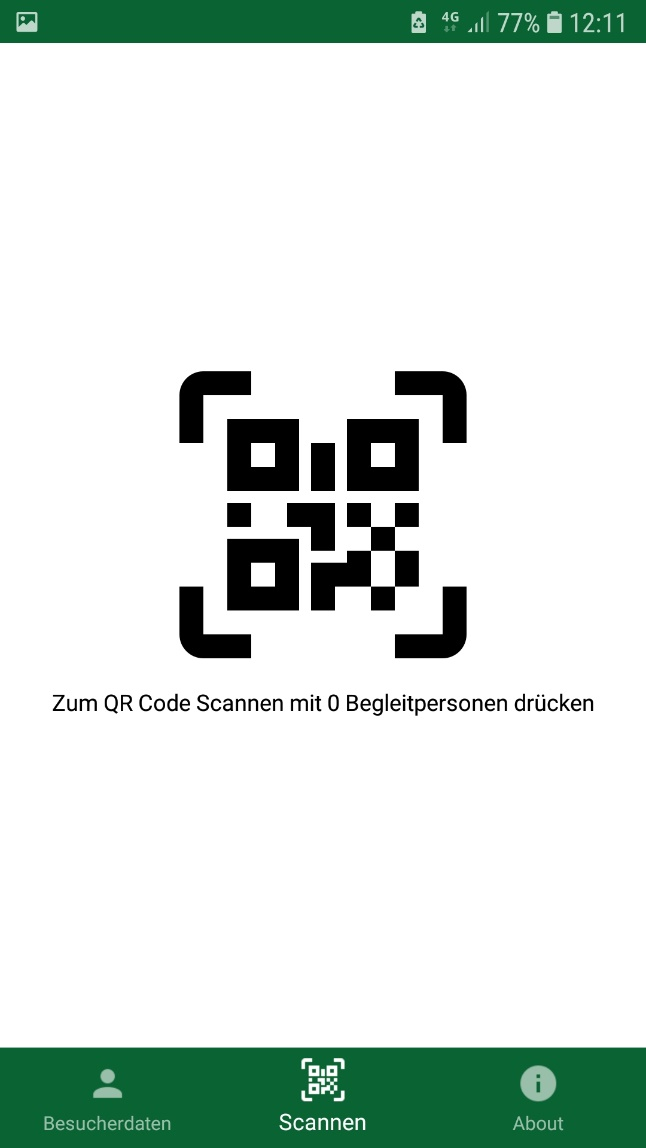 4G 77% 12:11
Zum QR Code Scannen mit 0 Begleitpersonen drücken
Besucherdaten Scannen About